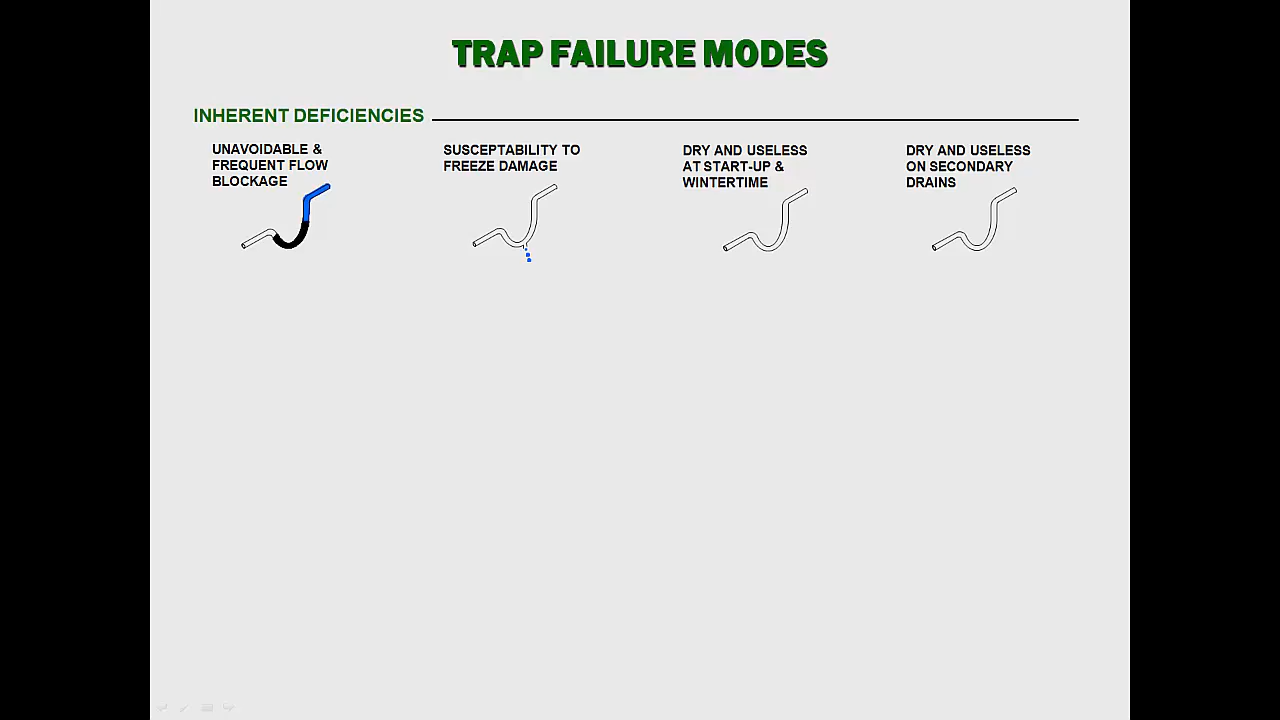 TRAP FAILURE MODES
INHERENT DEFICIENCIES
UNAVOIDABLE &
FREQUENT FLOW
BLOCKAGE
SUSCEPTABILITY TO
FREEZE DAMAGE
DRY AND USELESS
AT START-UP &
WINTERTIME
DRY AND USELESS
ON SECONDARY
DRAINS